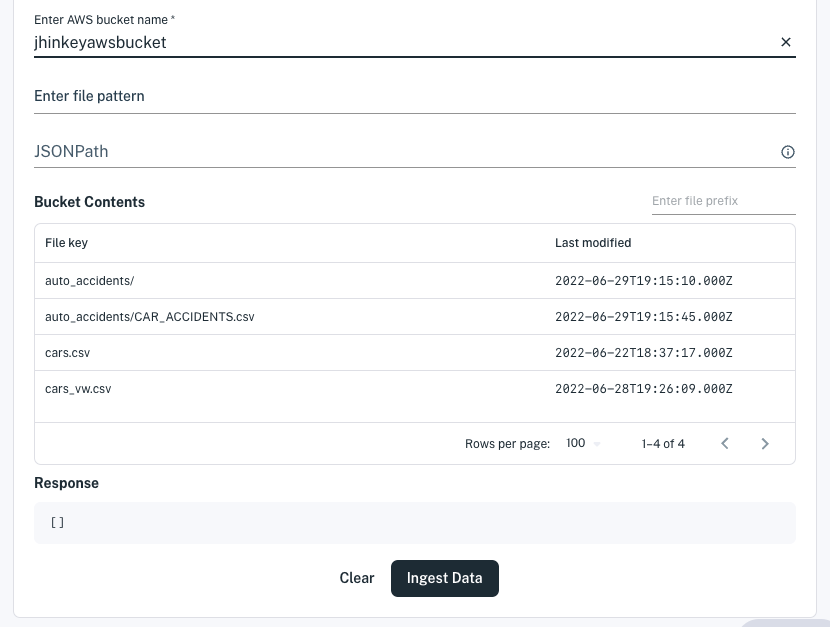 Enter AWS bucket name *
jhinkeyawsbucket
Enter file pattern
JSONPath
Bucket Contents
Enter file prefix
File key Last modified
auto_accidents/ 2022-06-29T19:15:10.000Z
auto_accidents/CAR_ACCIDENTS.csv 2022-06-29T19:15:45.000Z
cars.csv 2022-06-22T18:37:17.000Z
cars_vw.csv 2022-06-28T19:26:09.000Z
Rows per page: 100 1–4 of 4
Response
[]
Clear Ingest Data